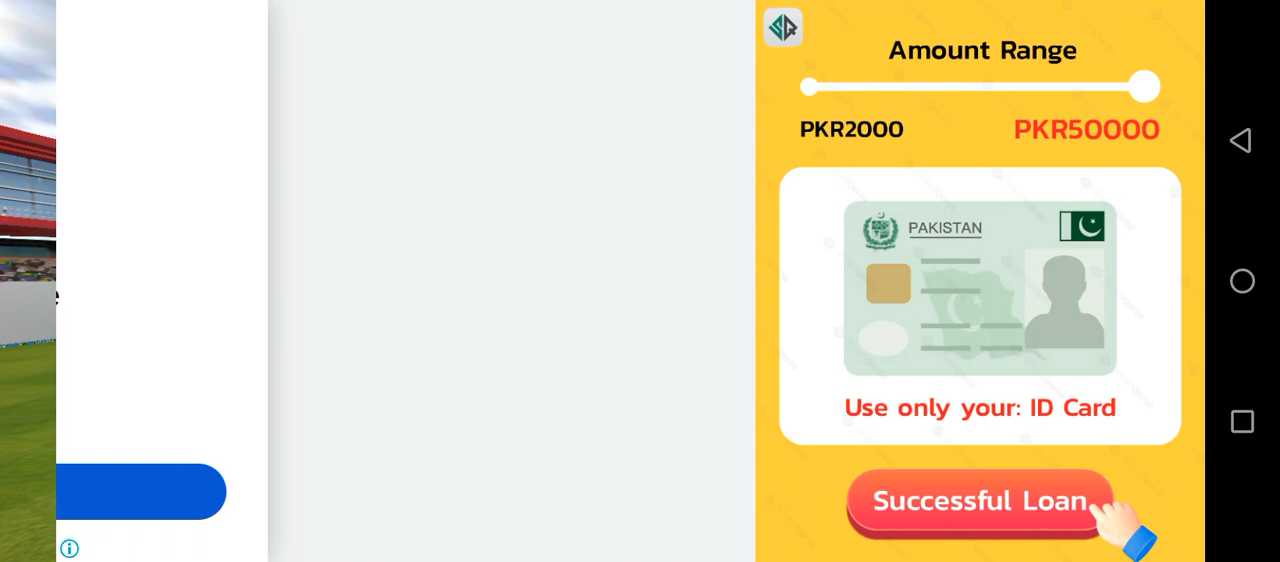 Amount Range
PKR2000
PKR50000
PAKISTAN
Use only your: ID Card
Successful Loan